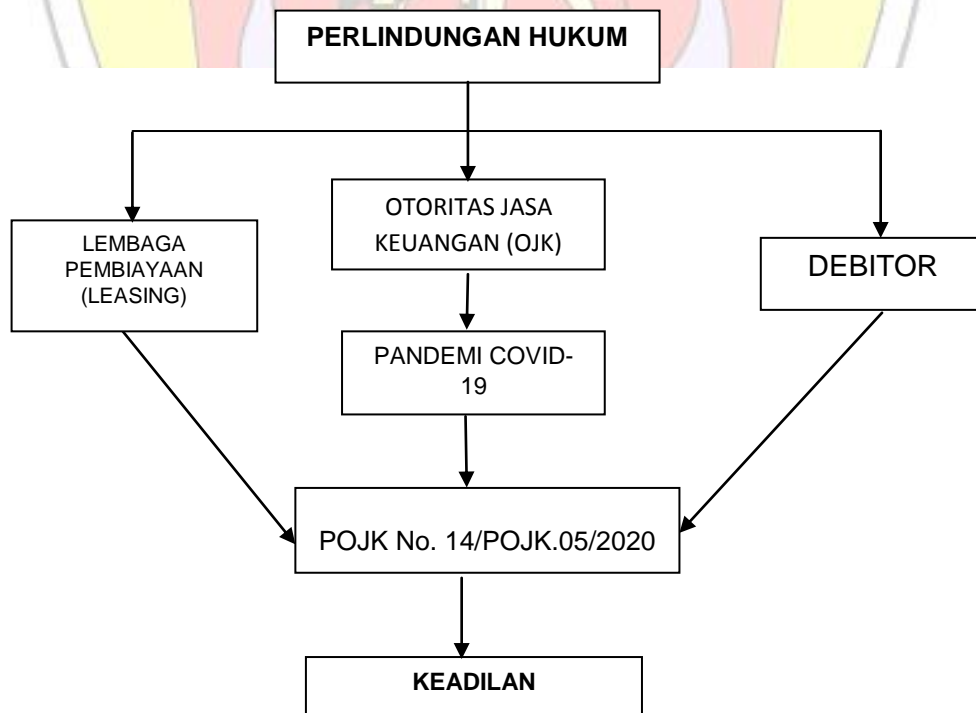 PERLINDUNGAN HUKUM
OTORITAS JASA
KEUANGAN (OJK)
LEMBAGA
PEMBIAYAAN
(LEASING)
DEBITOR
PANDEMI COVID-
19
POJK No. 14/POJK.05/2020
KEADILAN